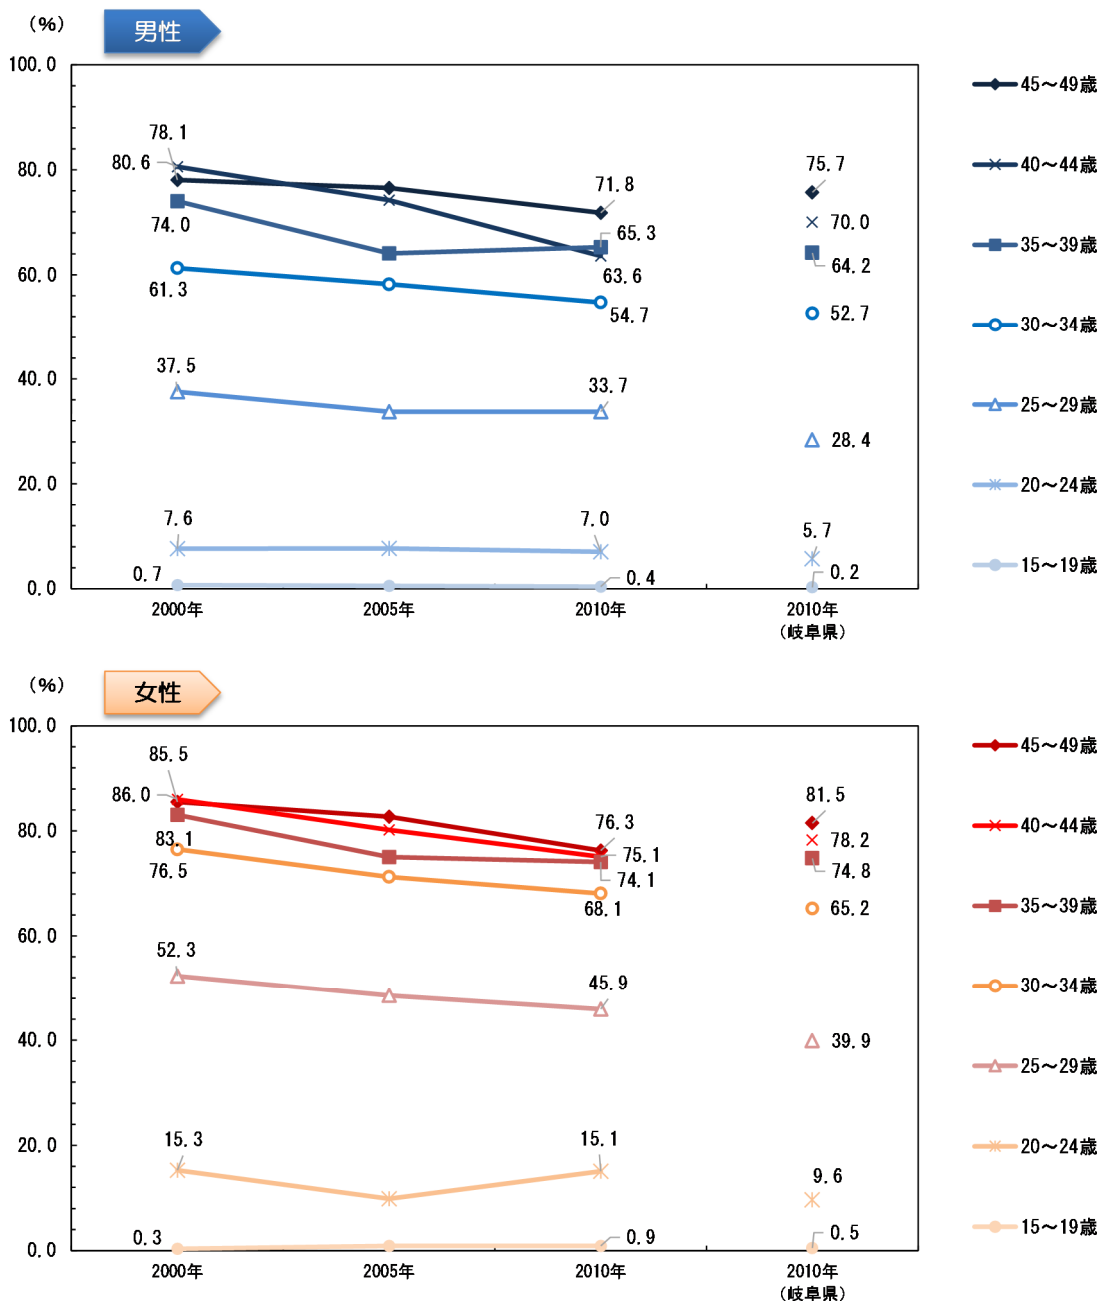 (%)
男性
100.0
80.0
60.0
40.0
20.0
0.0
78.1
80.6
74.0
61.3
37.5
7.6
0.7
71.8
65.3
63.6
54.7
33.7
7.0
0.4
75.7
70.0
64.2
52.7
28.4
5.7
0.2
2000年
2005年
2010年
2010年
(岐阜県)
45～49歳
40～44歳
35～39歳
30～34歳
25～29歳
20～24歳
15～19歳
(%)
女性
100.0
80.0
60.0
40.0
20.0
0.0
85.5
86.0
83.1
76.5
52.3
15.3
0.3
76.3
75.1
74.1
68.1
45.9
15.1
0.9
81.5
78.2
74.8
65.2
39.9
9.6
0.5
2000年
2005年
2010年
2010年
(岐阜県)
45～49歳
40～44歳
35～39歳
30～34歳
25～29歳
20～24歳
15～19歳